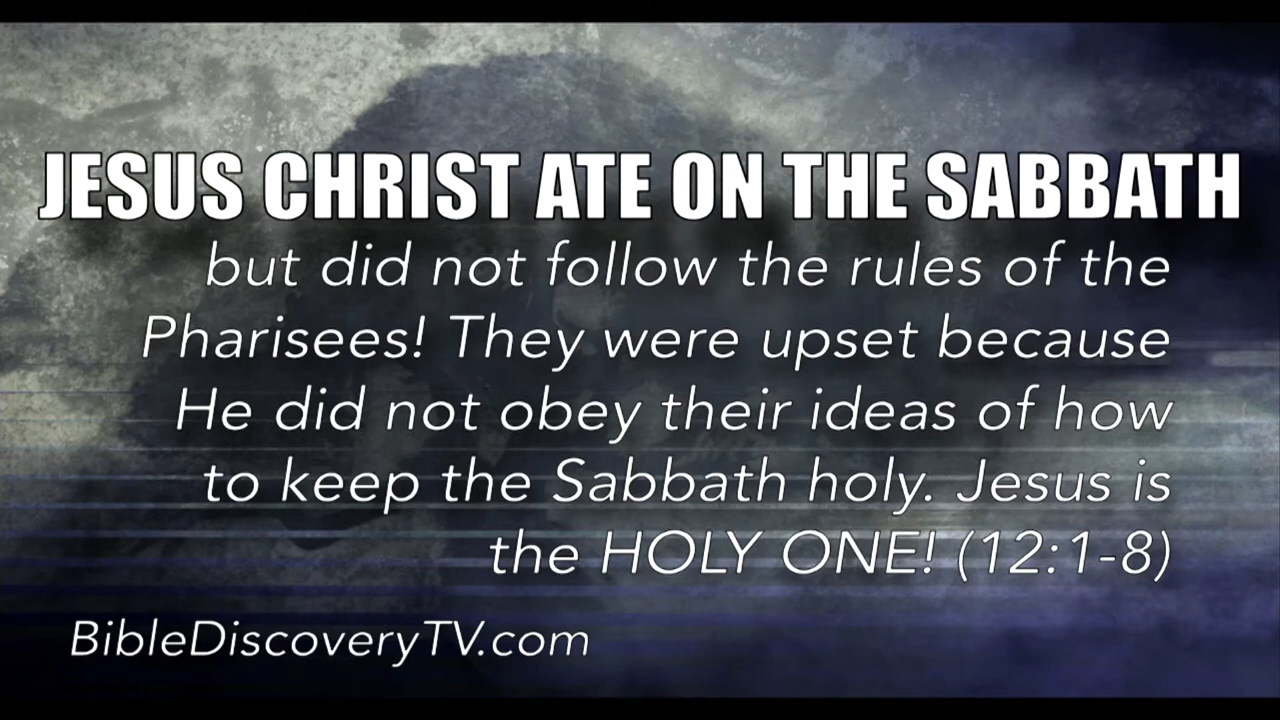 JESUS CHRIST ATE ON THE SABBATH
but did not follow the rules of the
Pharisees! They were upset because
He did not obey their ideas of how
to keep the Sabbath holy. Jesus is
the HOLY ONE! (12:1-8)
BibleDiscoveryTV.com